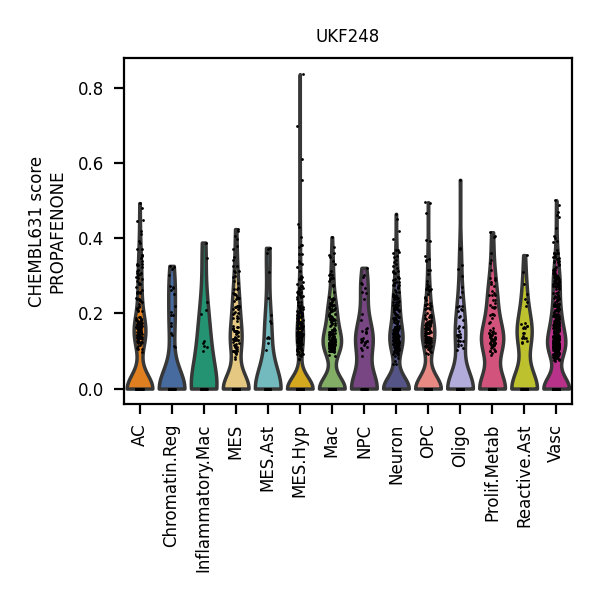 UKF248
CHEMBL631 score
PROPAFENONE
0.8
0.6
0.4
0.2
0.0
AC
Chromatin.Reg
Inflammatory.Mac
MES
MES.Ast
MES.Hyp
Mac
NPC
Neuron
OPC
Oligo
Prolif.Metab
Reactive.Ast
Vasc